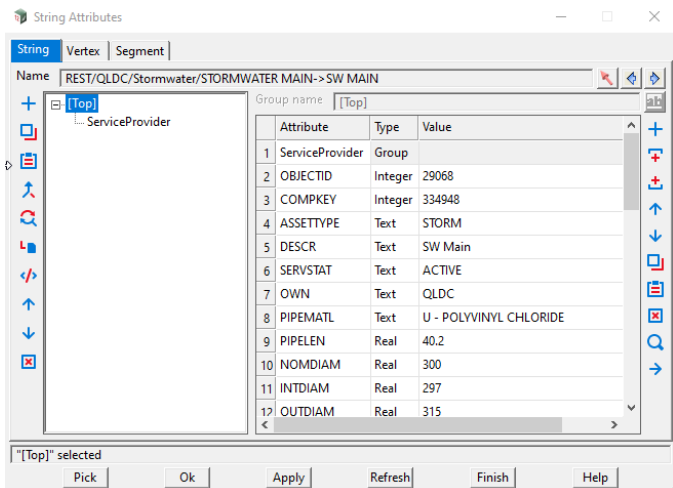 String Attributes
String Vertex Segment
Name REST/QLDC/Stormwater/STORMWATER MAIN->SW MAIN
[Top]
ServiceProvider
Group name [Top]
ab
Attribute Type Value
1 ServiceProvider Group
2 OBJECTID Integer 29068
3 COMPKEY Integer 334948
4 ASSETTYPE Text STORM
5 DESCR Text SW Main
6 SERVSTAT Text ACTIVE
7 OWN Text QLDC
8 PIPEMATL Text U - POLYVINYL CHLORIDE
9 PIPELEN Real 40.2
10 NOMDIAM Real 300
11 INTDIAM Real 297
12 OUTDIAM Real 315
"[Top]" selected
Pick Ok Apply Refresh Finish Help